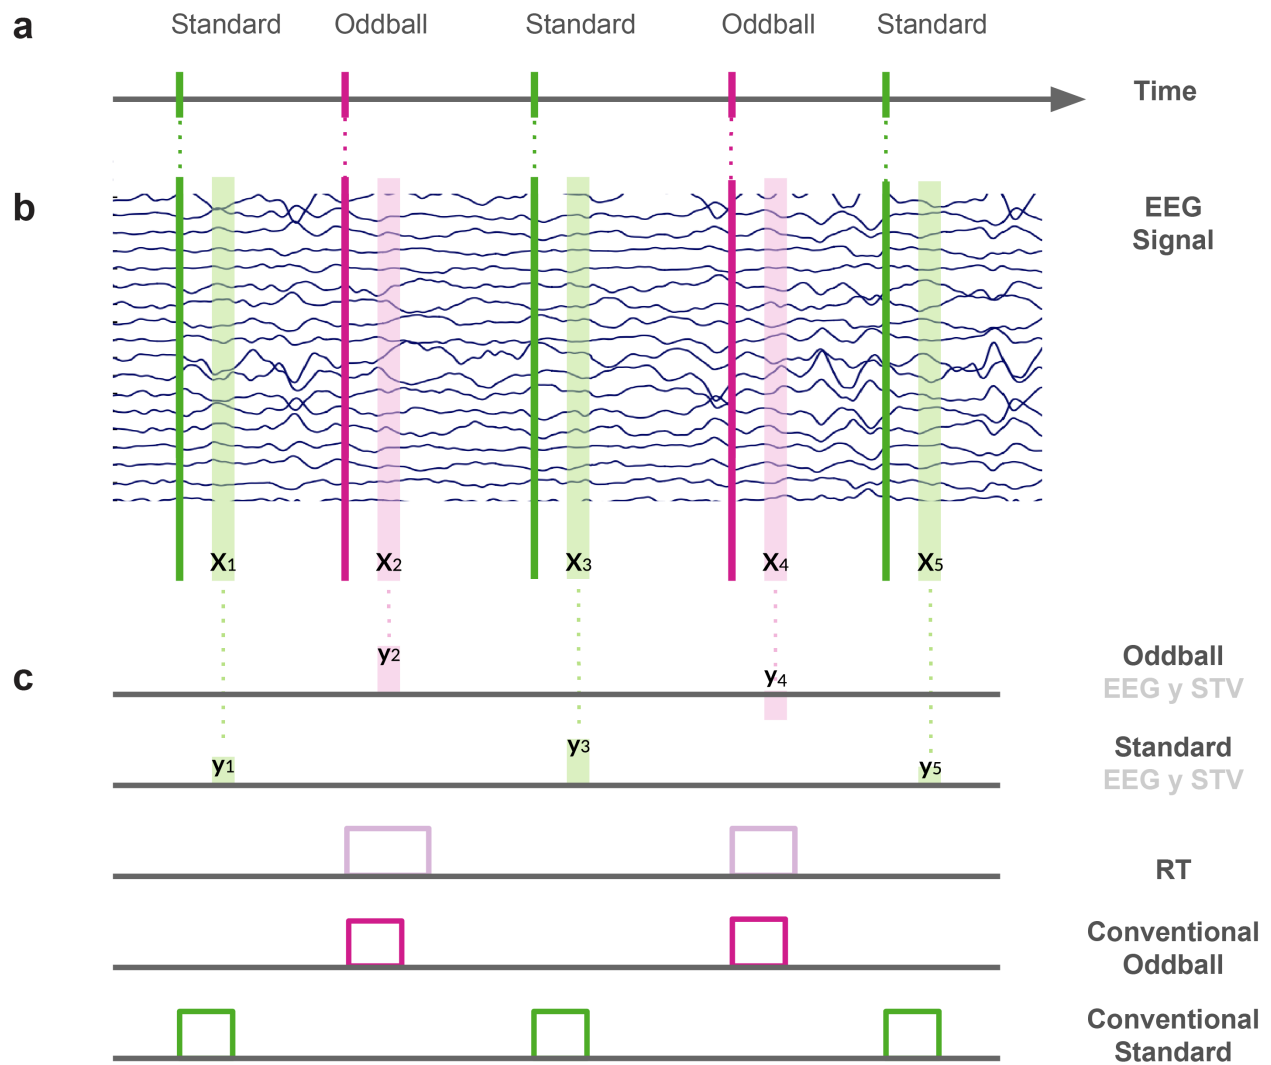 a
Standard Oddball Standard Oddball Standard
Time
b
EEG
Signal
X1 X2 X3 X4 X5
c
y2
y4
Oddball
EEG y STV
y1
y3
y5
Standard
EEG y STV
RT
Conventional
Oddball
Conventional
Standard